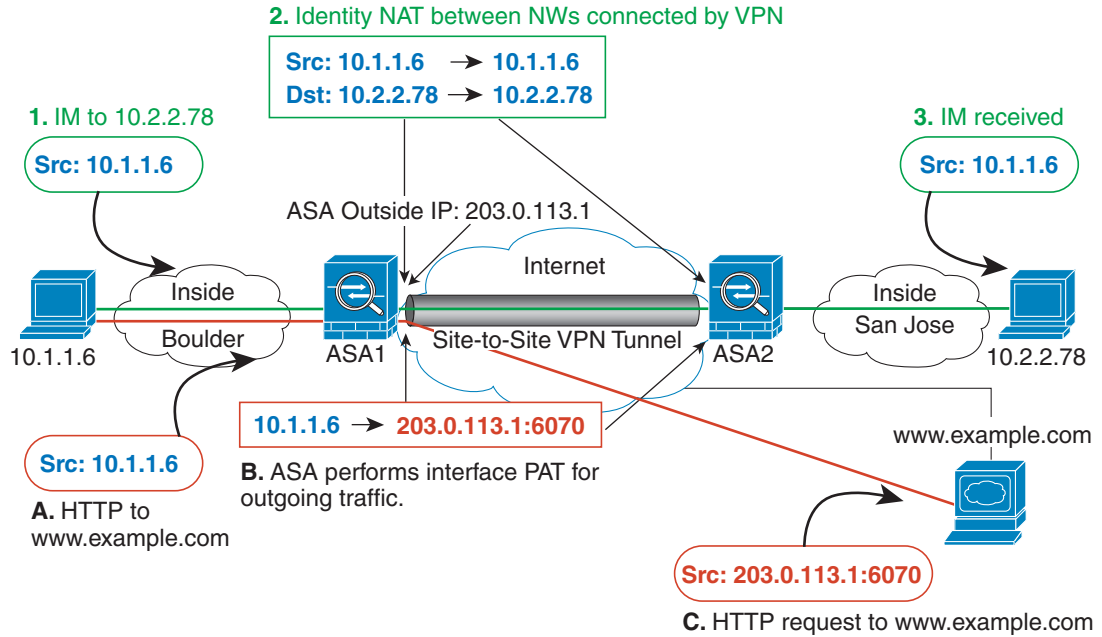 2. Identity NAT between NWs connected by VPN
Src: 10.1.1.6 → 10.1.1.6
Dst: 10.2.2.78 → 10.2.2.78
1. IM to 10.2.2.78
Src: 10.1.1.6
3. IM received
Src: 10.1.1.6
ASA Outside IP: 203.0.113.1
Internet
Inside
Boulder
Inside
San Jose
Site-to-Site VPN Tunnel
10.1.1.6
ASA1
ASA2
10.2.2.78
10.1.1.6 → 203.0.113.1:6070
B. ASA performs interface PAT for
outgoing traffic.
Src: 10.1.1.6
A. HTTP to
www.example.com
www.example.com
Src: 203.0.113.1:6070
C. HTTP request to www.example.com